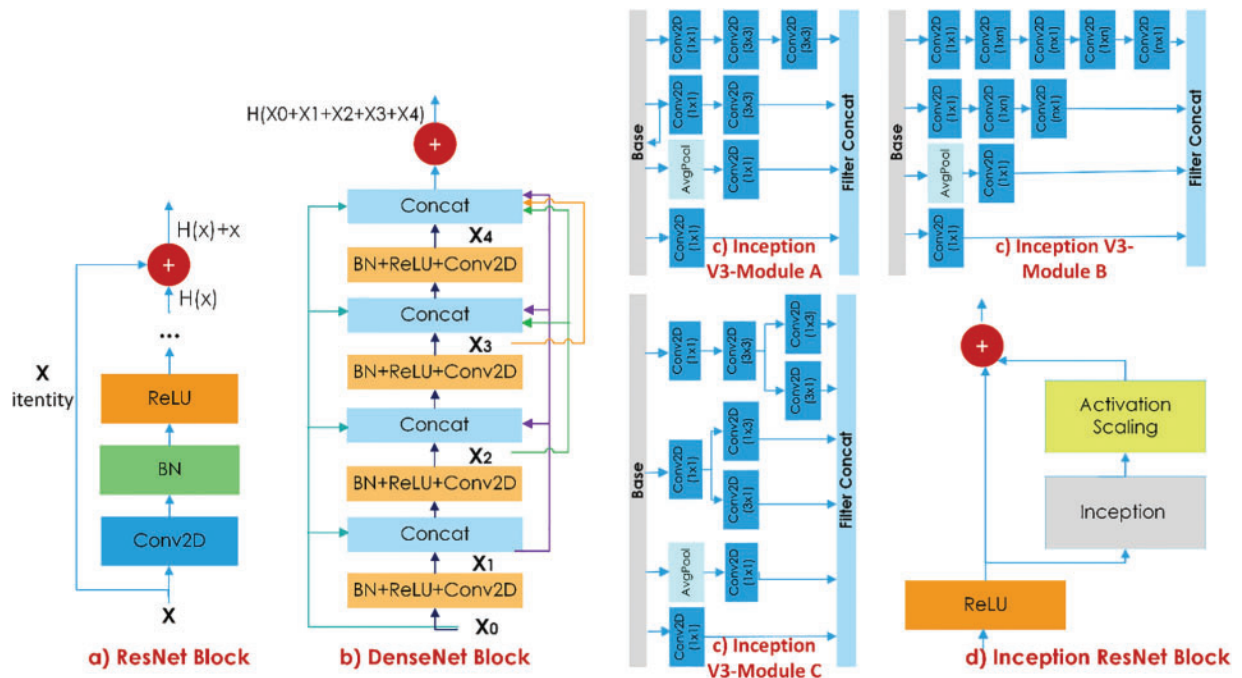 H(x)+x
H(x)
...
X
itentity
ReLU
BN
Conv2D
X
a) ResNet Block
H(X0+X1+X2+X3+X4)
+
Concat
X4
BN+ReLU+Conv2D
Concat
X3
BN+ReLU+Conv2D
Concat
X2
BN+ReLU+Conv2D
Concat
X1
BN+ReLU+Conv2D
X0
b) DenseNet Block
+
Base
Conv2D
(1x1)
Conv2D
(3x3)
Conv2D
(3x3)
Conv2D
(1x1)
Conv2D
(3x3)
AvgPool
Conv2D
(1x1)
Conv2D
(1x1)
Filter Concat
c) Inception
V3-Module A
Base
Conv2D
(1x1)
Conv2D
(1xn)
Conv2D
(nx1)
Conv2D
(1xn)
Conv2D
(nx1)
Conv2D
(1x1)
Conv2D
(1xn)
Conv2D
(nx1)
AvgPool
Conv2D
(1x1)
Conv2D
(1x1)
Filter Concat
c) Inception V3-
Module B
Base
Conv2D
(1x1)
Conv2D
(3x3)
Conv2D
(1x3)
Conv2D
(3x1)
Conv2D
(1x1)
Conv2D
(1x3)
Conv2D
(3x1)
AvgPool
Conv2D
(1x1)
Conv2D
(1x1)
Filter Concat
c) Inception
V3-Module C
+
Activation
Scaling
Inception
ReLU
d) Inception ResNet Block